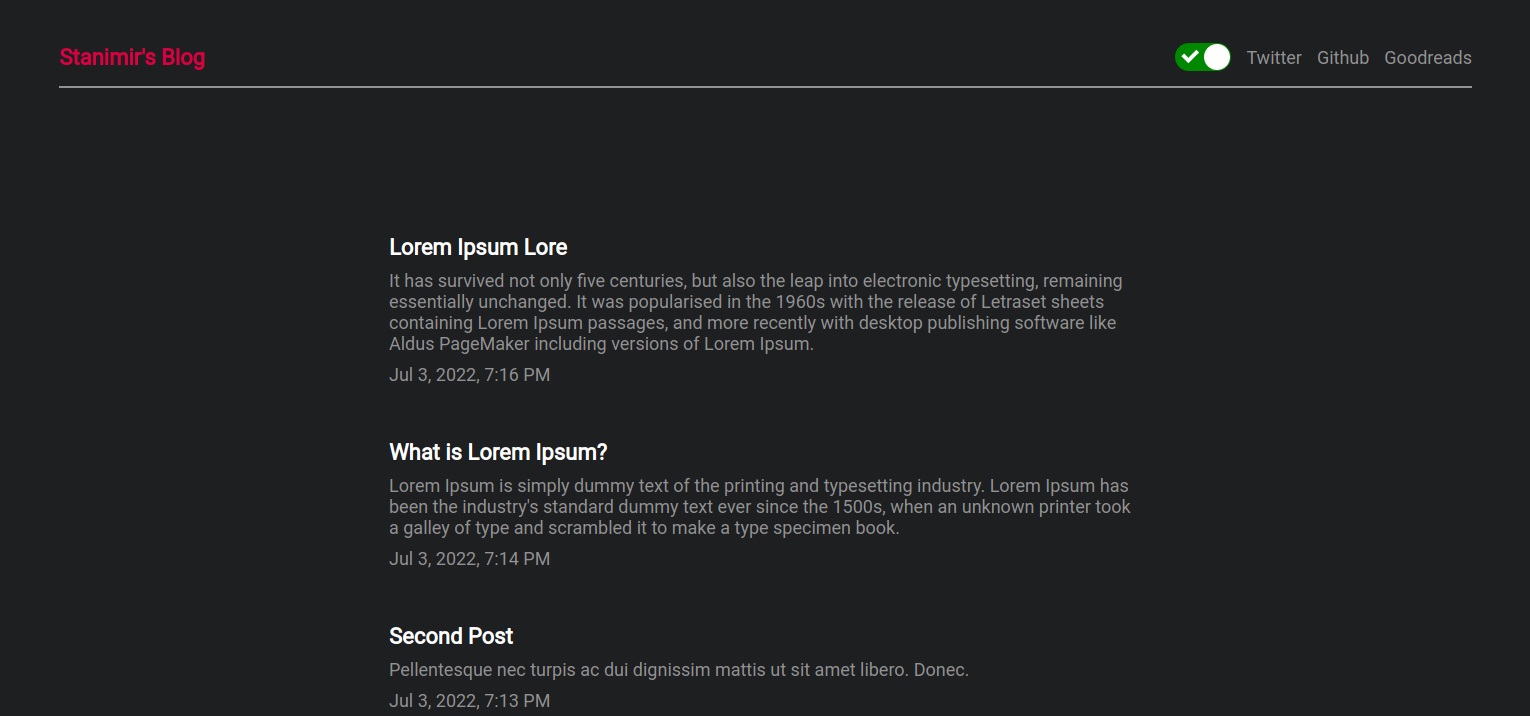 Stanimir's Blog
Twitter Github Goodreads
Lorem Ipsum Lore
It has survived not only five centuries, but also the leap into electronic typesetting, remaining
essentially unchanged. It was popularised in the 1960s with the release of Letraset sheets
containing Lorem Ipsum passages, and more recently with desktop publishing software like
Aldus PageMaker including versions of Lorem Ipsum.
Jul 3, 2022, 7:16 PM
What is Lorem Ipsum?
Lorem Ipsum is simply dummy text of the printing and typesetting industry. Lorem Ipsum has
been the industry's standard dummy text ever since the 1500s, when an unknown printer took
a galley of type and scrambled it to make a type specimen book.
Jul 3, 2022, 7:14 PM
Second Post
Pellentesque nec turpis ac dui dignissim mattis ut sit amet libero. Donec.
Jul 3, 2022, 7:13 PM